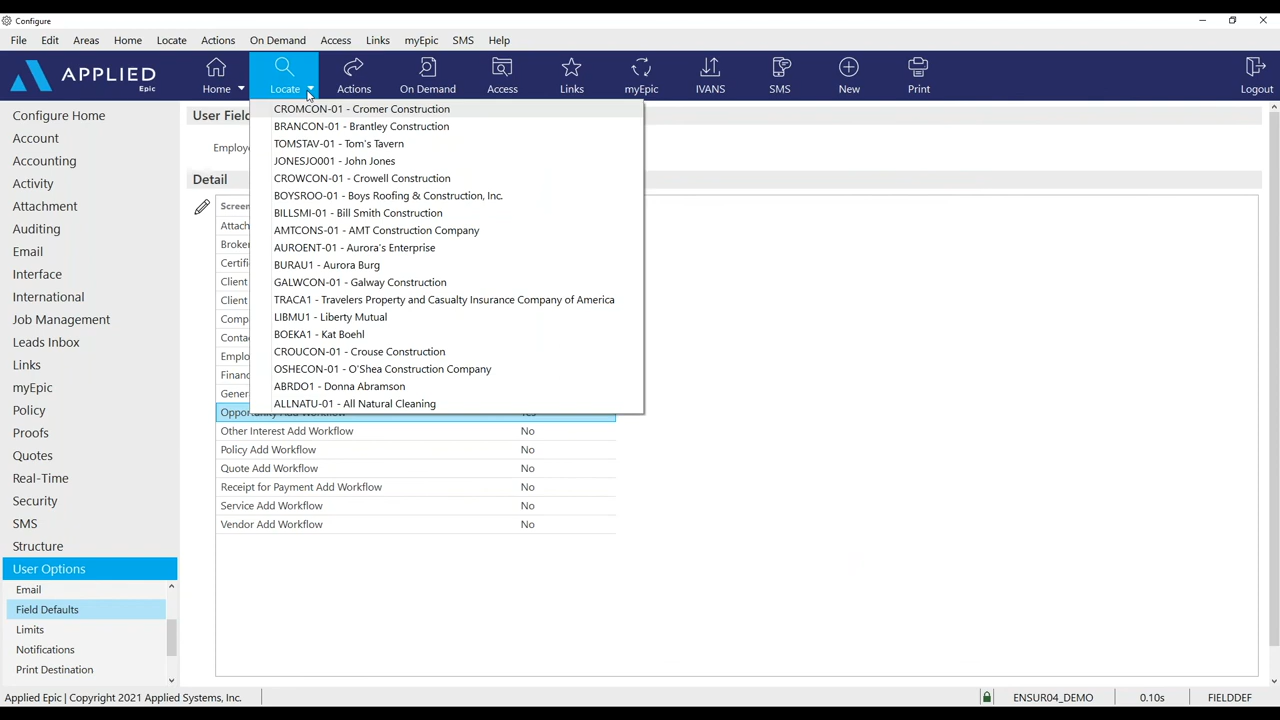 Configure
File Edit Areas Home Locate Actions On Demand Access Links myEpic SMS Help
APPLIED Epic
Home Locate Actions On Demand Access Links myEpic IVANS SMS New Print Logout
Configure Home
Account
Accounting
Activity
Attachment
Auditing
Email
Interface
International
Job Management
Leads Inbox
Links
myEpic
Policy
Proofs
Quotes
Real-Time
Security
SMS
Structure
User Options
Email
Field Defaults
Limits
Notifications
Print Destination
User Field
Employ
Detail
Screen
Attach
Broker
Certifi
Client
Client
Comp
Conta
Emplo
Financ
Gener
CROMCON-01 - Cromer Construction
BRANCON-01 - Brantley Construction
TOMSTAV-01 - Tom's Tavern
JONESJO001 - John Jones
CROWCON-01 - Crowell Construction
BOYSROO-01 - Boys Roofing & Construction, Inc.
BILLSMI-01 - Bill Smith Construction
AMTCONS-01 - AMT Construction Company
AUROENT-01 - Aurora's Enterprise
BURAU1 - Aurora Burg
GALWCON-01 - Galway Construction
TRACA1 - Travelers Property and Casualty Insurance Company of America
LIBMU1 - Liberty Mutual
BOEKA1 - Kat Boehl
CROUCON-01 - Crouse Construction
OSHECON-01 - O'Shea Construction Company
ABRDO1 - Donna Abramson
ALLNATU-01 - All Natural Cleaning
Opportunity Add Workflow Yes
Other Interest Add Workflow No
Policy Add Workflow No
Quote Add Workflow No
Receipt for Payment Add Workflow No
Service Add Workflow No
Vendor Add Workflow No
Applied Epic | Copyright 2021 Applied Systems, Inc. ENSUR04_DEMO 0.10s FIELDDEF